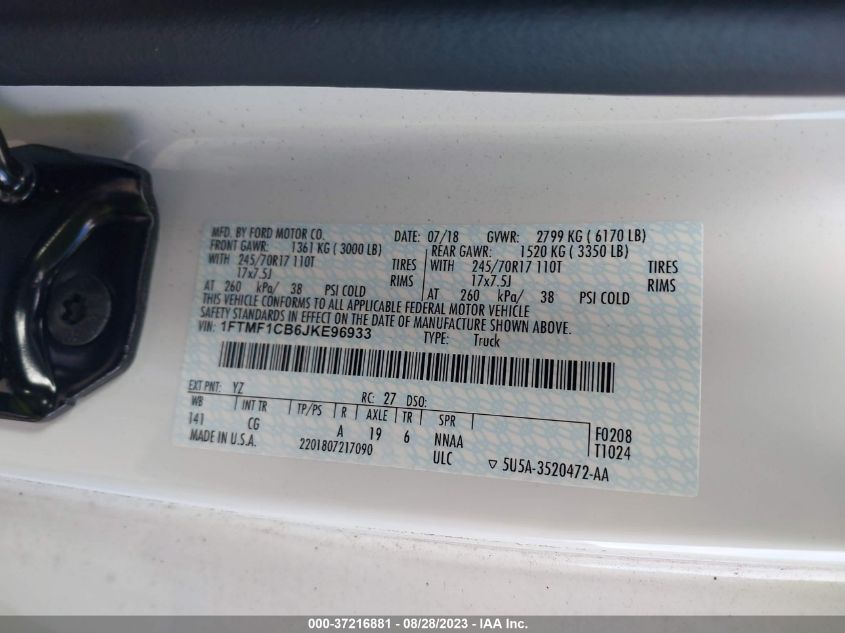 MFD. BY FORD MOTOR CO. DATE: 07/18 GVWR: 2799 KG ( 6170 LB)
FRONT GAWR: 1361 KG ( 3000 LB) REAR GAWR: 1520 KG ( 3350 LB)
WITH 245/70R17 110T TIRES WITH 245/70R17 110T TIRES
17x7.5J RIMS 17x7.5J RIMS
AT 260 kPa/ 38 PSI COLD AT 260 kPa/ 38 PSI COLD
THIS VEHICLE CONFORMS TO ALL APPLICABLE FEDERAL MOTOR VEHICLE
SAFETY STANDARDS IN EFFECT ON THE DATE OF MANUFACTURE SHOWN ABOVE.
VIN: 1FTMF1CB6JKE96933 TYPE: Truck
EXT PNT: YZ RC: 27 DSO:
WB INT TR TP/PS R AXLE TR SPR
141 CG A 19 6 NNAA F0208
ULC T1024
MADE IN U.S.A. 2201807217090 5U5A-3520472-AA
000-37216881 - 08/28/2023 - IAA Inc.